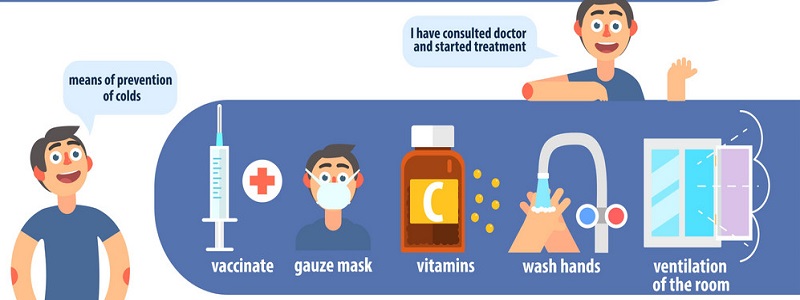 I have consulted doctor
and started treatment
means of prevention
of colds
C
vaccinate
gauze mask
vitamins
wash hands
ventilation
of the room